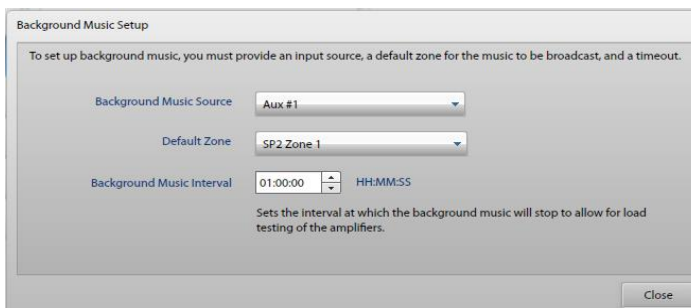 Background Music Setup
To set up background music, you must provide an input source, a default zone for the music to be broadcast, and a timeout.
Background Music Source Aux #1
Default Zone SP2 Zone 1
Background Music Interval 01:00:00 HH:MM:SS
Sets the interval at which the background music will stop to allow for load
testing of the amplifiers.
Close